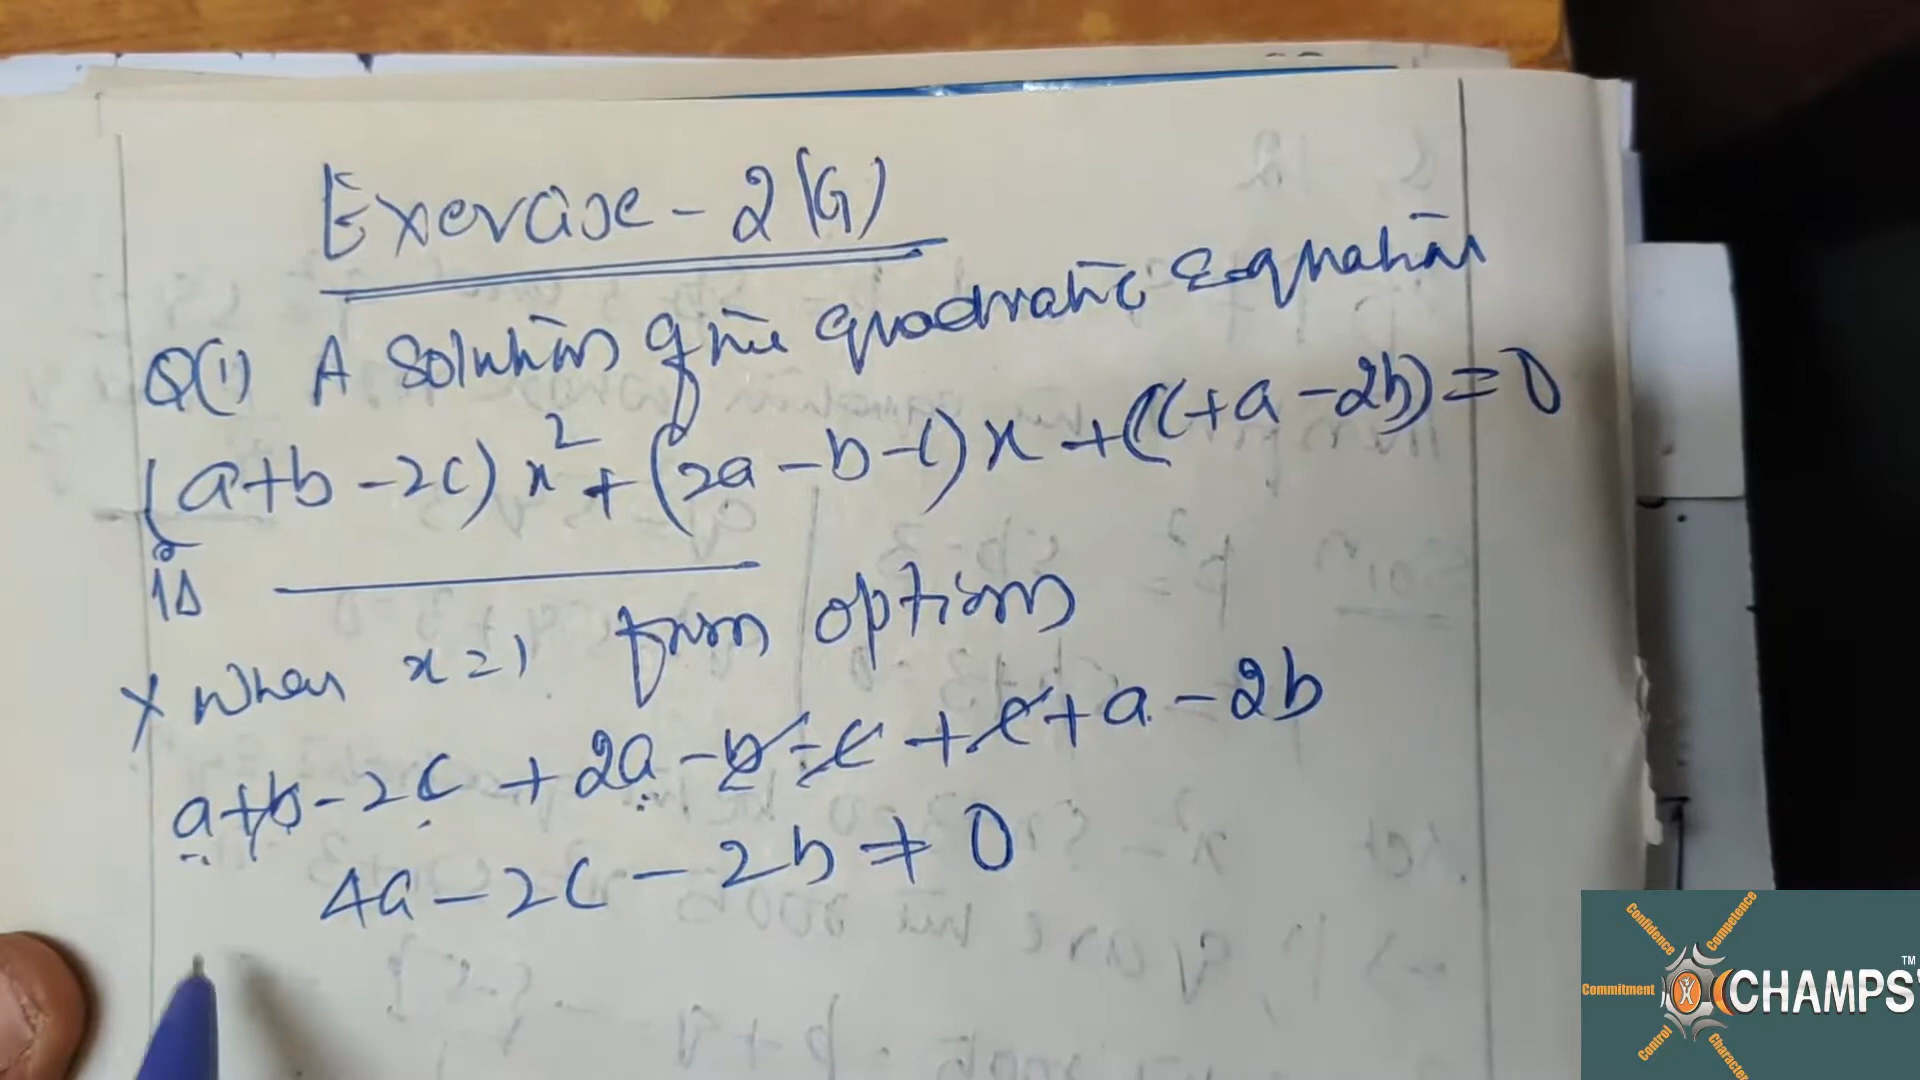 Exercise - 2(G)
Q(1) A solution of the quadratic Equation
(a+b-2c)x² + (2a-b-c)x + (c+a-2b) = 0
is
X when x=1 from options
a+b-2c + 2a-b-c + c+a-2b
4a-2c-2b ≠ 0
Confidence
Competence
Commitment
CHAMPS
TM
Control
Character